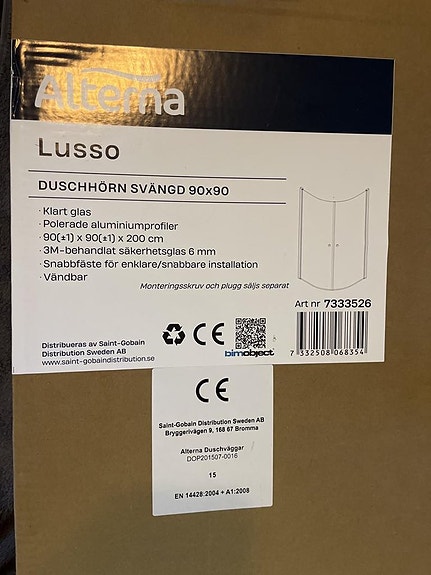 Alterna
Lusso
DUSCHHÖRN SVÄNGD 90x90
· Klart glas
· Polerade aluminiumprofiler
· 90(±1) x 90(±1) x 200 cm
· 3M-behandlat säkerhetsglas 6 mm
· Snabbfäste för enklare/snabbare installation
· Vändbar
Monteringsskruv och plugg säljs separat
Art nr 7333526
Distribueras av Saint-Gobain
Distribution Sweden AB
www.saint-gobaindistribution.se
CE
bimobject
7 332508 068354
CE
Saint-Gobain Distribution Sweden AB
Bryggerivägen 9, 168 67 Bromma
Alterna Duschväggar
DOP201507-0016
15
EN 14428:2004 + A1:2008